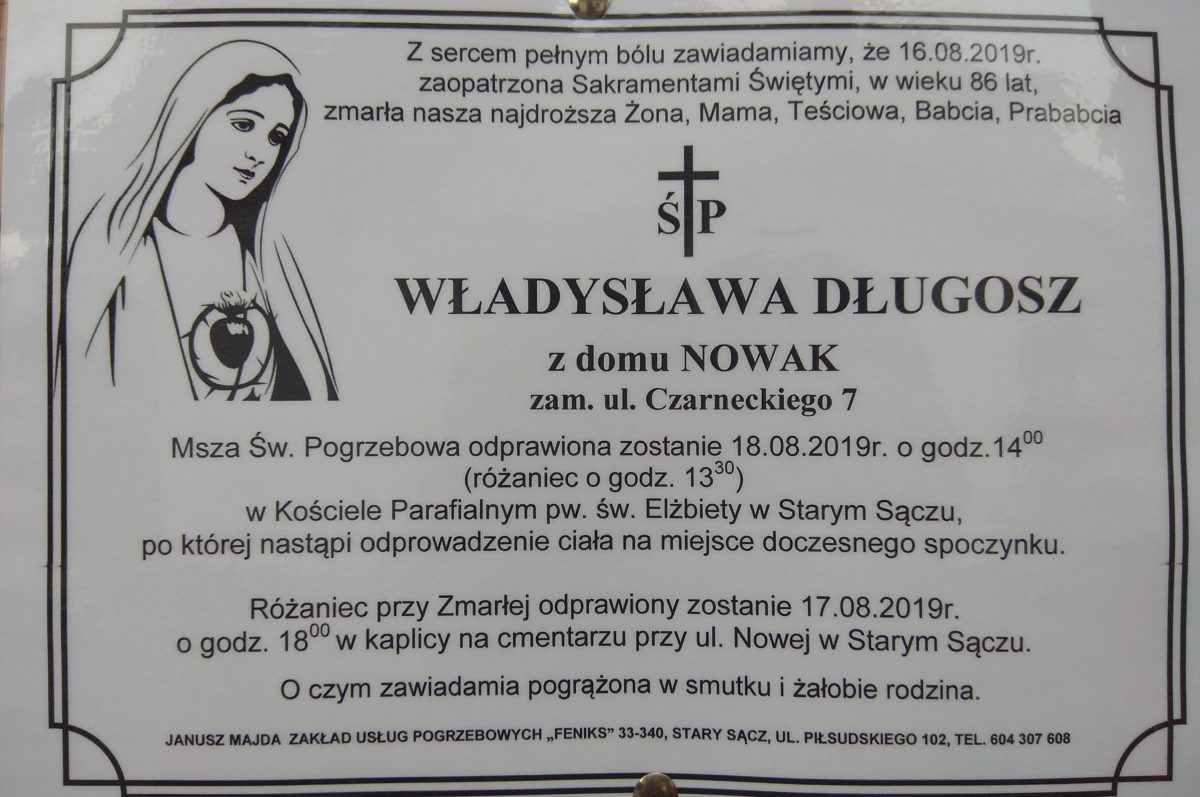 Z sercem pełnym bólu zawiadamiamy, że 16.08.2019r.
zaopatrzona Sakramentami Świętymi, w wieku 86 lat,
zmarła nasza najdroższa Żona, Mama, Teściowa, Babcia, Prababcia
Ś P
WŁADYSŁAWA DŁUGOSZ
z domu NOWAK
zam. ul. Czarneckiego 7
Msza Św. Pogrzebowa odprawiona zostanie 18.08.2019r. o godz.14⁰⁰
(różaniec o godz. 13³⁰)
w Kościele Parafialnym pw. św. Elżbiety w Starym Sączu,
po której nastąpi odprowadzenie ciała na miejsce doczesnego spoczynku.
Różaniec przy Zmarłej odprawiony zostanie 17.08.2019r.
o godz. 18⁰⁰ w kaplicy na cmentarzu przy ul. Nowej w Starym Sączu.
O czym zawiadamia pogrążona w smutku i żałobie rodzina.
JANUSZ MAJDA ZAKŁAD USŁUG POGRZEBOWYCH „FENIKS” 33-340, STARY SĄCZ, UL. PIŁSUDSKIEGO 102, TEL. 604 307 608